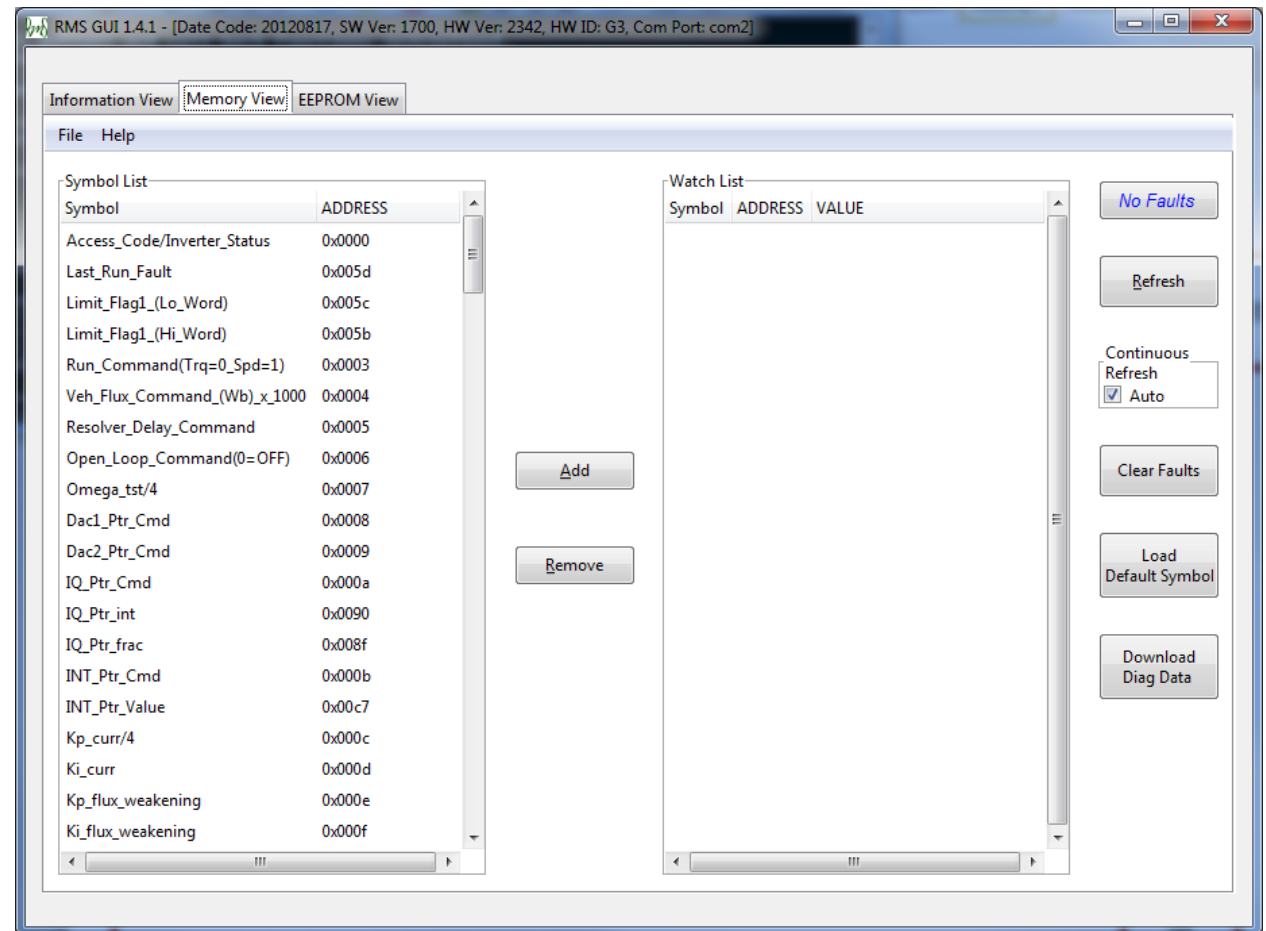 RMS GUI 1.4.1 - [Date Code: 20120817, SW Ver: 1700, HW Ver: 2342, HW ID: G3, Com Port: com2]
Information View Memory View EEPROM View
File Help
Symbol List
Symbol ADDRESS
Access_Code/Inverter_Status 0x0000
Last_Run_Fault 0x005d
Limit_Flag1_(Lo_Word) 0x005c
Limit_Flag1_(Hi_Word) 0x005b
Run_Command(Trq=0_Spd=1) 0x0003
Veh_Flux_Command_(Wb)_x_1000 0x0004
Resolver_Delay_Command 0x0005
Open_Loop_Command(0=OFF) 0x0006
Omega_tst/4 0x0007
Dac1_Ptr_Cmd 0x0008
Dac2_Ptr_Cmd 0x0009
IQ_Ptr_Cmd 0x000a
IQ_Ptr_int 0x0090
IQ_Ptr_frac 0x008f
INT_Ptr_Cmd 0x000b
INT_Ptr_Value 0x00c7
Kp_curr/4 0x000c
Ki_curr 0x000d
Kp_flux_weakening 0x000e
Ki_flux_weakening 0x000f
Add
Remove
Watch List
Symbol ADDRESS VALUE
No Faults
Refresh
Continuous
Refresh
Auto
Clear Faults
Load
Default Symbol
Download
Diag Data